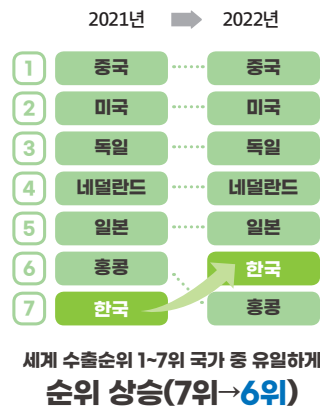 2021년 2022년
1 중국 중국
2 미국 미국
3 독일 독일
4 네덜란드 네덜란드
5 일본 일본
6 홍콩 한국
7 한국 홍콩
세계 수출순위 1~7위 국가 중 유일하게
순위 상승(7위→6위)